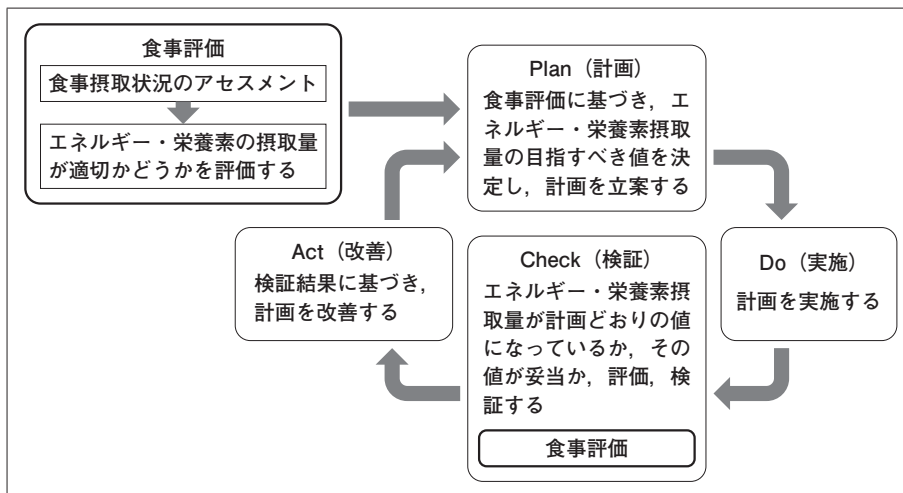 食事評価
食事摂取状況のアセスメント
エネルギー・栄養素の摂取量
が適切かどうかを評価する
Plan（計画）
食事評価に基づき，エ
ネルギー・栄養素摂取
量の目指すべき値を決
定し，計画を立案する
Do（実施）
計画を実施する
Check（検証）
エネルギー・栄養素摂
取量が計画どおりの値
になっているか，その
値が妥当か，評価，検
証する
食事評価
Act（改善）
検証結果に基づき，
計画を改善する